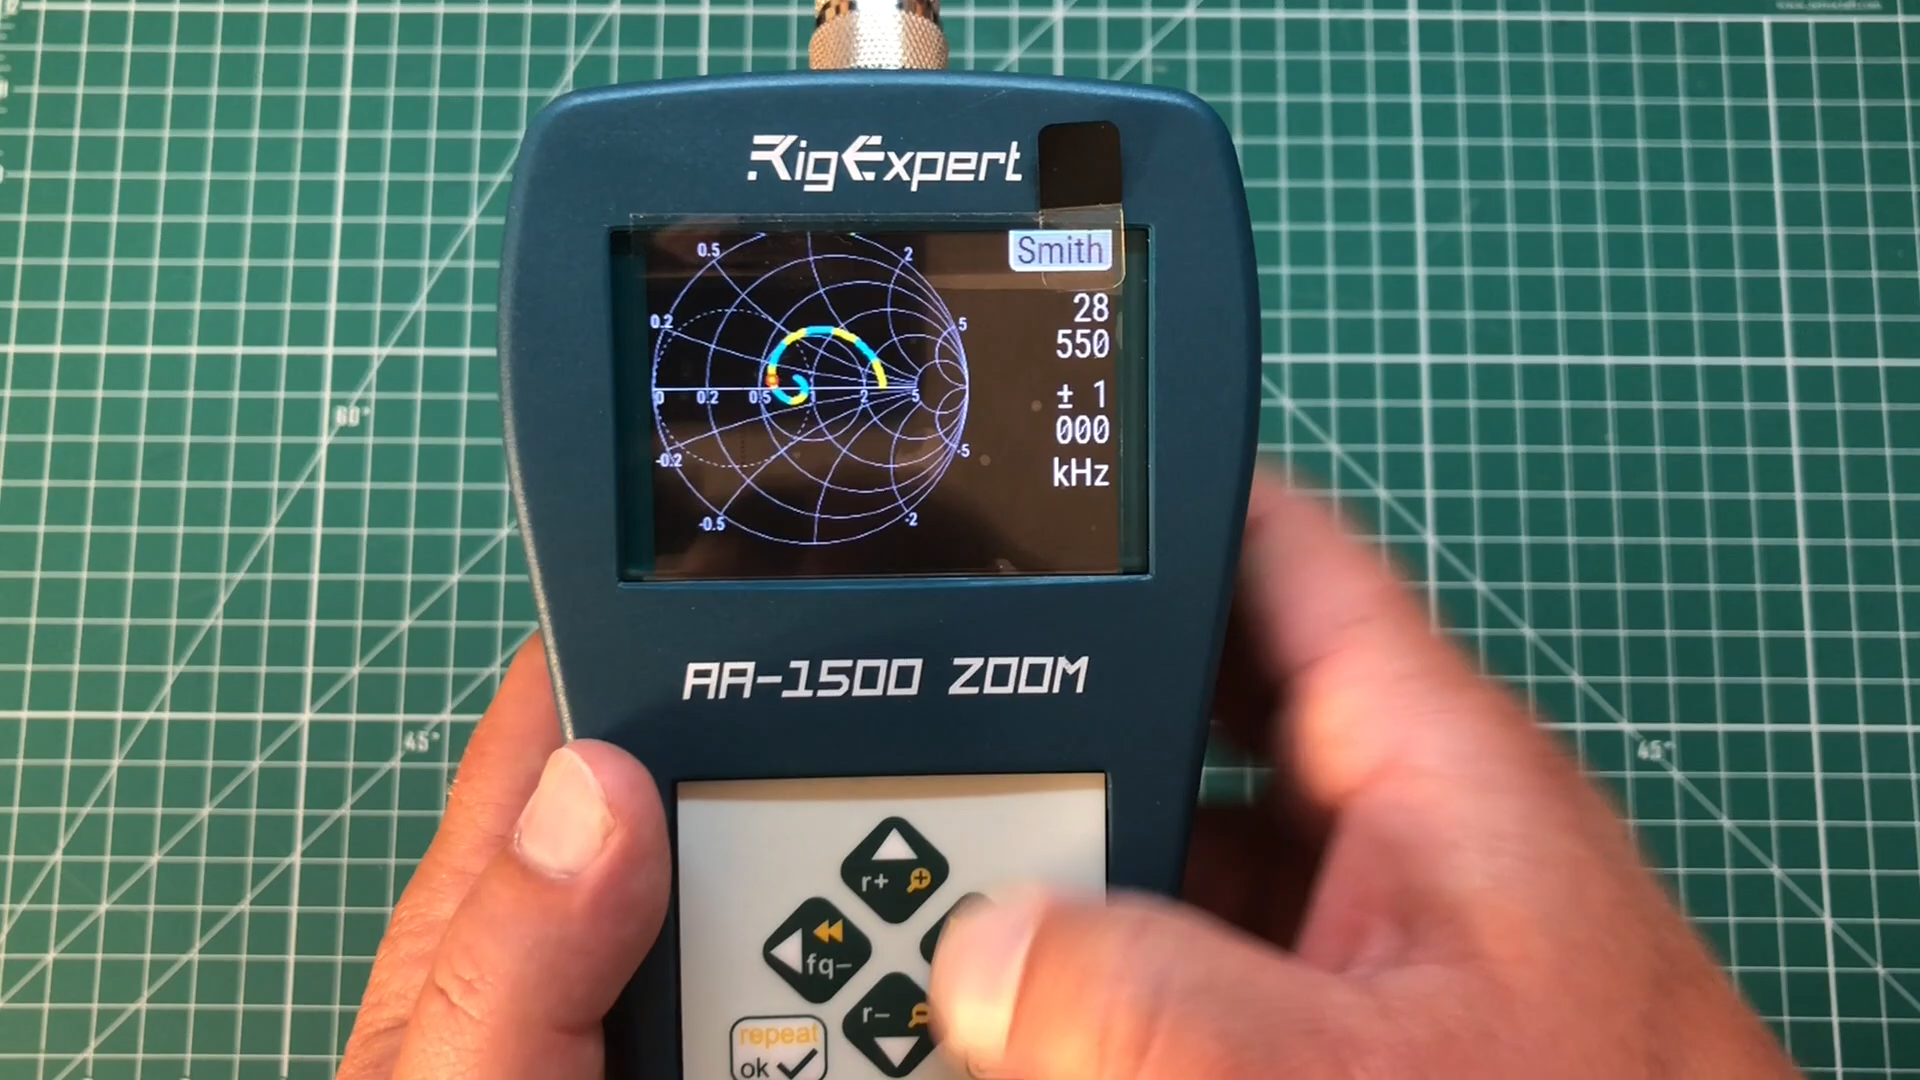 RigExpert
Smith
0.5
2
0.2
5
0
0.2
0.5
1
2
5
-0.2
-5
-0.5
-2
28
550
± 1
000
kHz
AA-1500 ZOOM
60°
45°
45°
r+
fq-
r-
repeat
ok